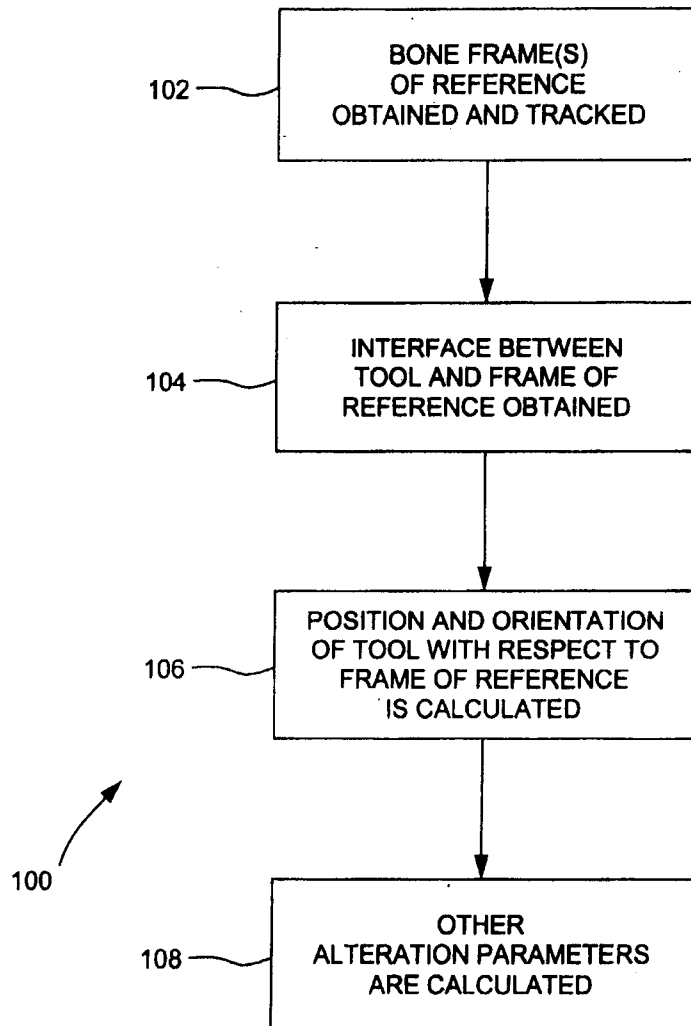 102
BONE FRAME(S)
OF REFERENCE
OBTAINED AND TRACKED
104
INTERFACE BETWEEN
TOOL AND FRAME OF
REFERENCE OBTAINED
106
POSITION AND ORIENTATION
OF TOOL WITH RESPECT TO
FRAME OF REFERENCE
IS CALCULATED
100
108
OTHER
ALTERATION PARAMETERS
ARE CALCULATED